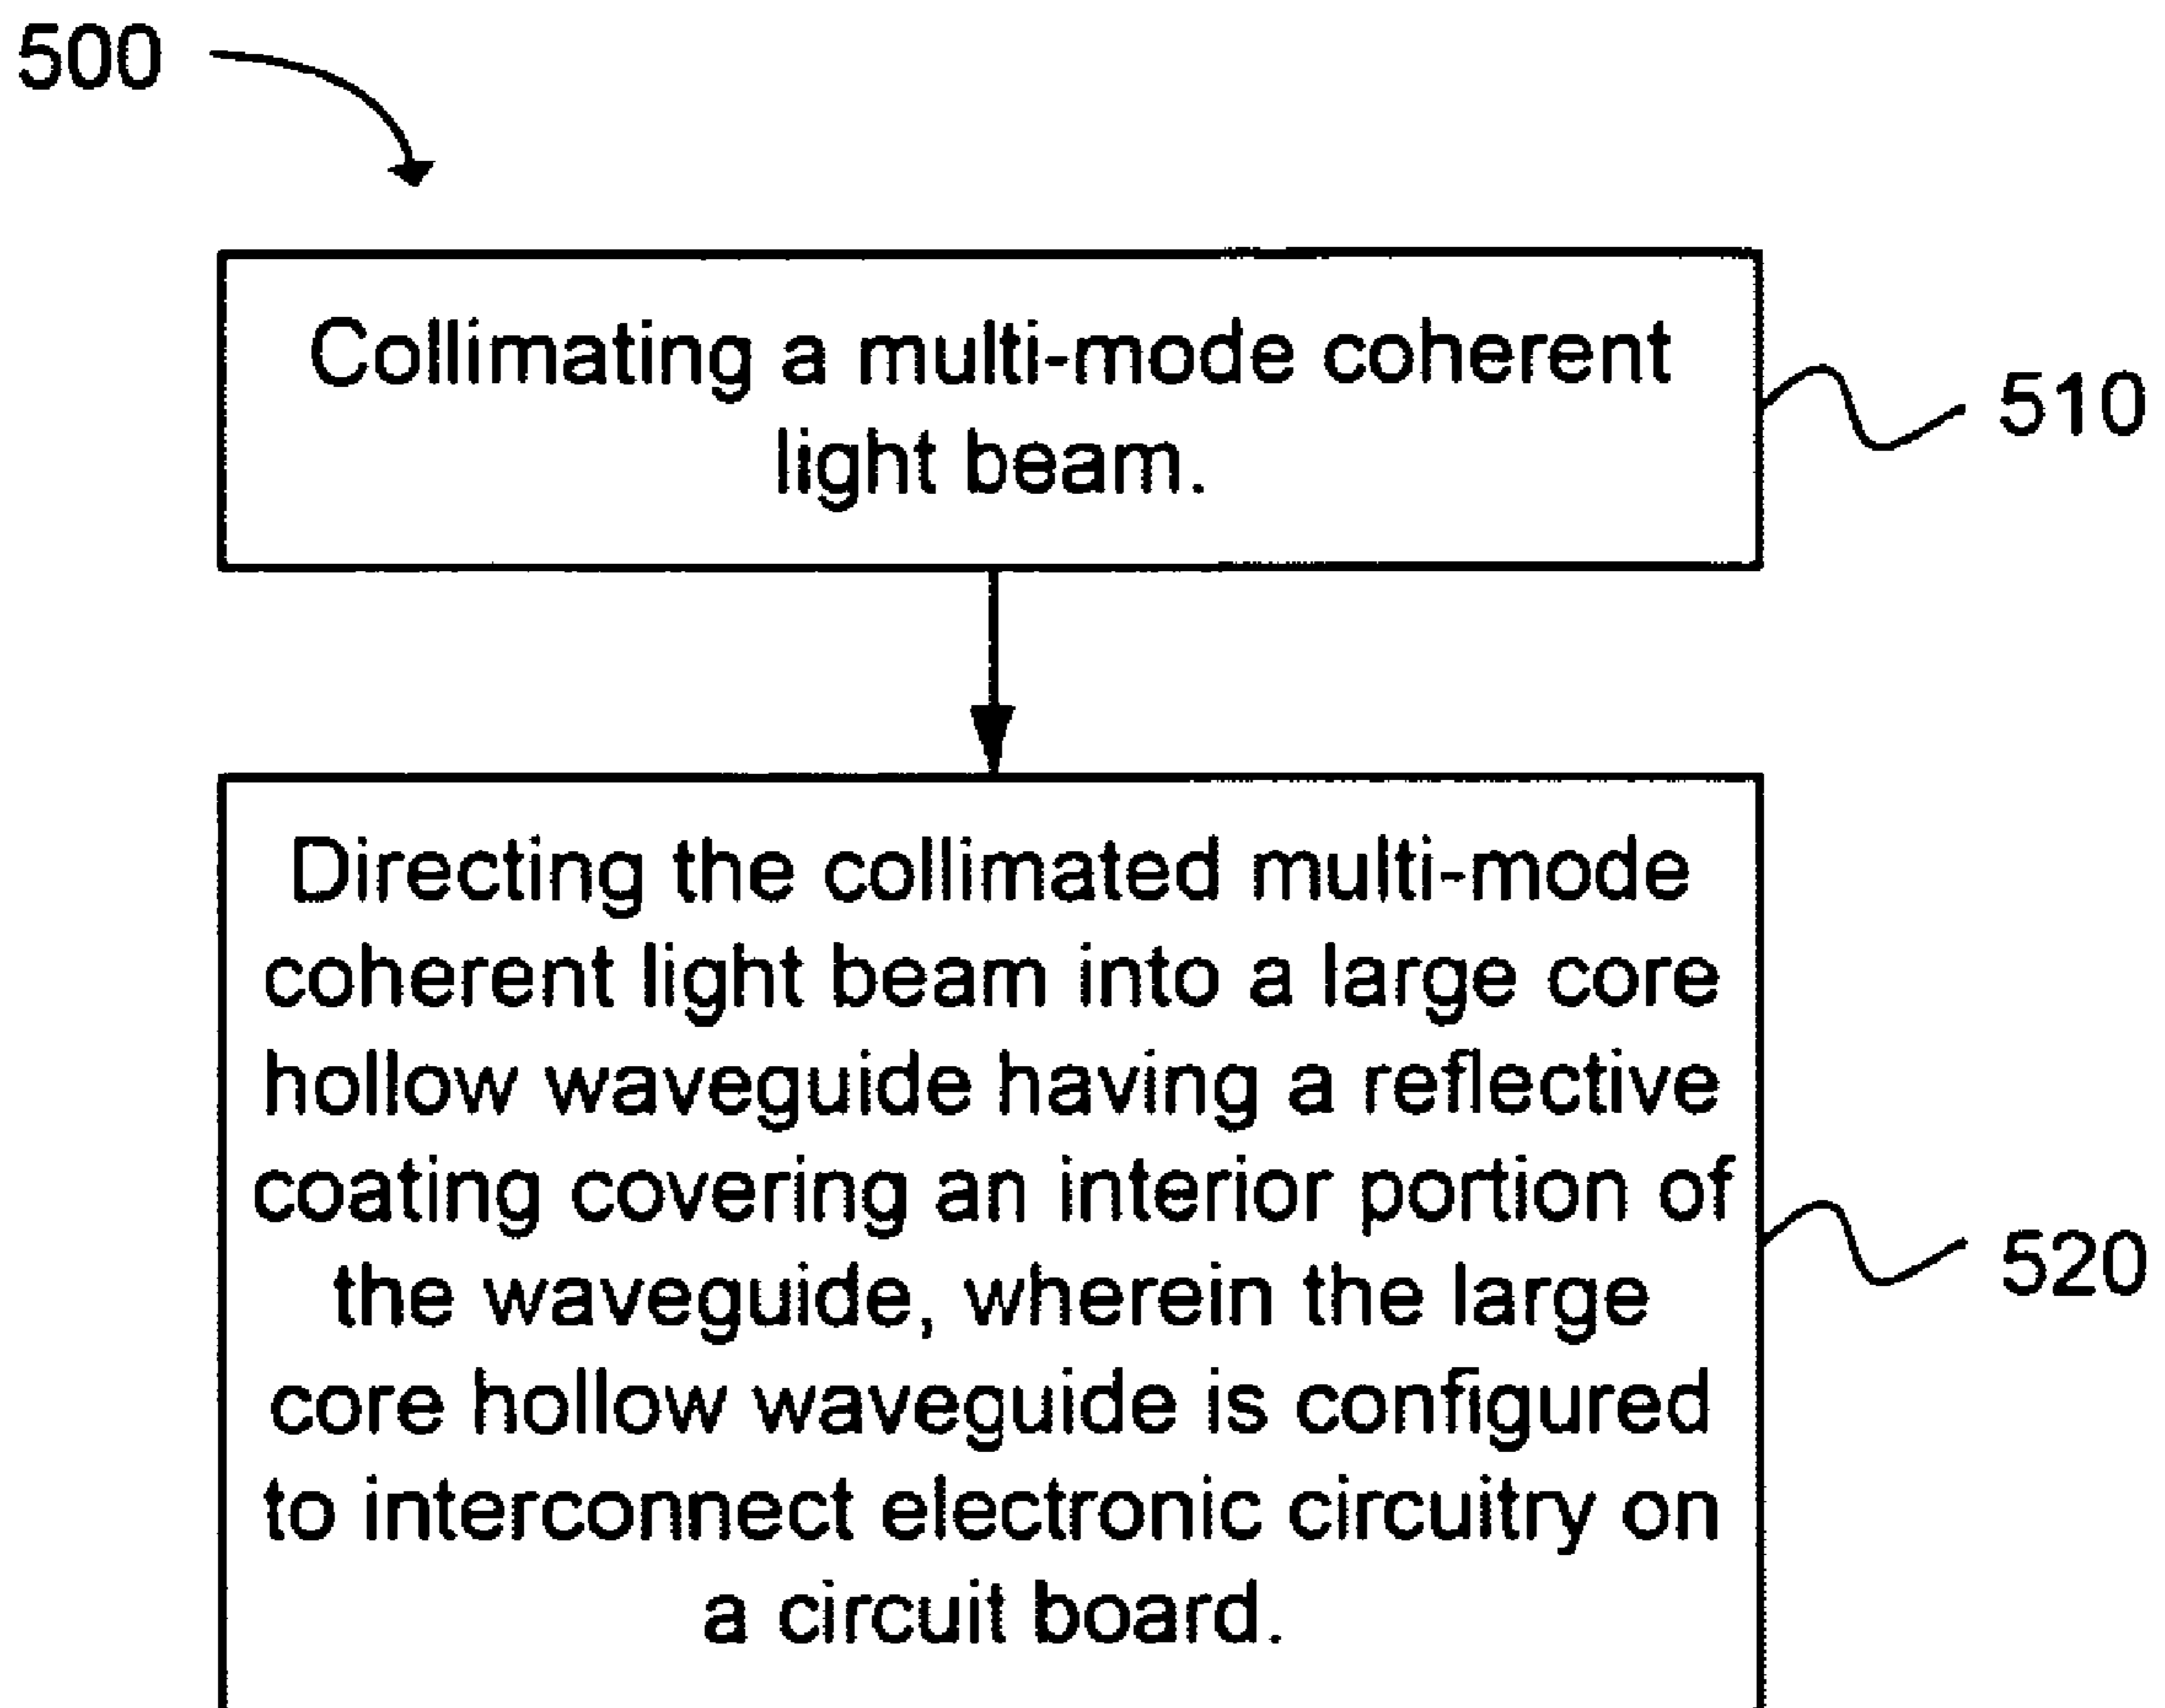 500
Collimating a multi-mode coherent
light beam.
510
Directing the collimated multi-mode
coherent light beam into a large core
hollow waveguide having a reflective
coating covering an interior portion of
the waveguide, wherein the large
core hollow waveguide is configured
to interconnect electronic circuitry on
a circuit board.
520